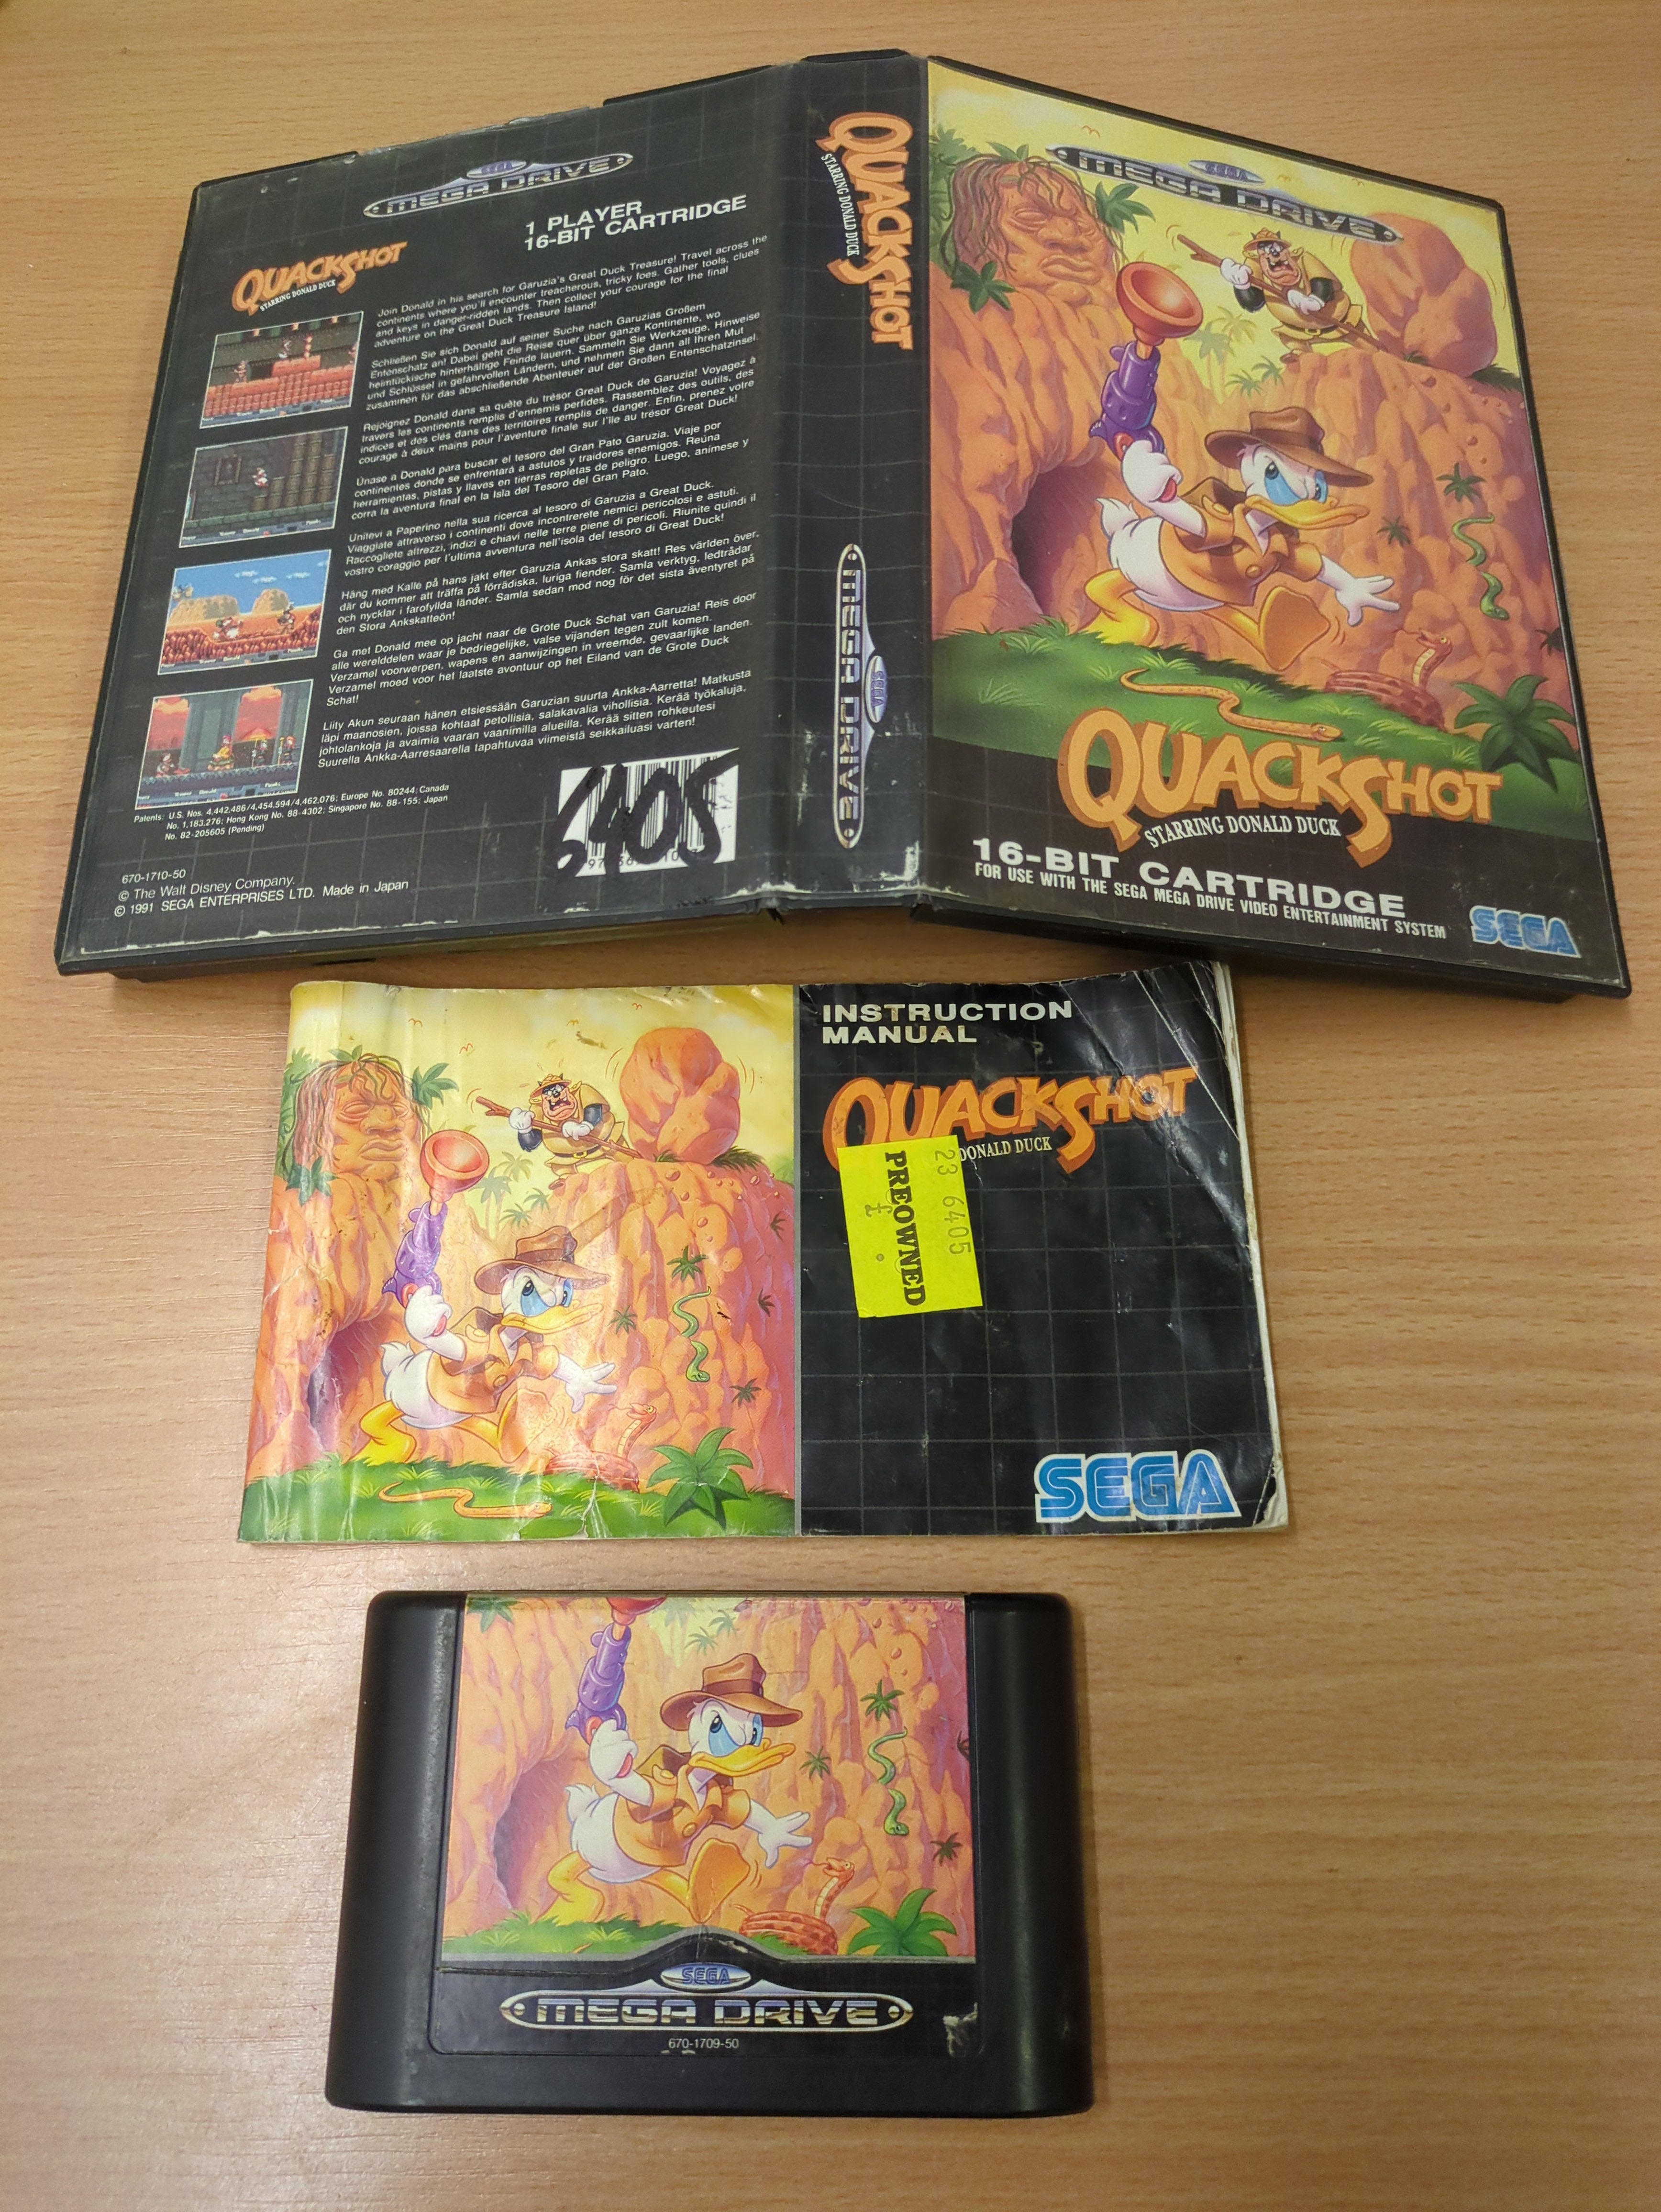 SEGA
MEGA DRIVE
1 PLAYER
16-BIT CARTRIDGE
QUACKSHOT
STARRING DONALD DUCK
Join Donald in his search for Garuzia's Great Duck Treasure! Travel across the
continents where you'll encounter treacherous, tricky foes. Gather tools, clues
and keys in danger-ridden lands. Then collect your courage for the final
adventure on the Great Duck Treasure Island!
Schließen Sie sich Donald auf seiner Suche nach Garuzias Großem
Entenschatz an! Dabei geht die Reise quer über ganze Kontinente, wo
heimtückische hinterhältige Feinde lauern. Sammeln Sie Werkzeuge, Hinweise
und Schlüssel in gefahrvollen Ländern, und nehmen Sie dann all Ihren Mut
zusammen für das abschließende Abenteuer auf der Großen Entenschatzinsel.
Rejoignez Donald dans sa quête du trésor Great Duck de Garuzia! Voyagez à
travers les continents remplis d'ennemis perfides. Rassemblez des outils, des
indices et des clés dans des territoires remplis de danger. Enfin, prenez votre
courage à deux mains pour l'aventure finale sur l'île au trésor Great Duck!
Únase a Donald para buscar el tesoro del Gran Pato Garuzia. Viaje por
continentes donde se enfrentará a astutos y traidores enemigos. Reúna
herramientas, pistas y llaves en tierras repletas de peligro. Luego, anímese y
corra la aventura final en la Isla del Tesoro del Gran Pato.
Unitevi a Paperino nella sua ricerca al tesoro di Garuzia a Great Duck.
Viaggiate attraverso i continenti dove incontrerete nemici pericolosi e astuti.
Raccogliete attrezzi, indizi e chiavi nelle terre piene di pericoli. Riunite quindi il
vostro coraggio per l'ultima avventura nell'isola del tesoro di Great Duck!
Häng med Kalle på hans jakt efter Garuzia Ankas stora skatt! Res världen över,
där du kommer att träffa på förrädiska, luriga fiender. Samla verktyg, ledtrådar
och nycklar i farofyllda länder. Samla sedan mod nog för det sista äventyret på
den Stora Ankskatteön!
Ga met Donald mee op jacht naar de Grote Duck Schat van Garuzia! Reis door
alle werelddelen waar je bedriegelijke, valse vijanden tegen zult komen.
Verzamel voorwerpen, wapens en aanwijzingen in vreemde, gevaarlijke landen.
Verzamel moed voor het laatste avontuur op het Eiland van de Grote Duck
Schat!
Liity Akun seuraan hänen etsiessään Garuzian suurta Ankka-Aarretta! Matkusta
läpi maanosien, joissa kohtaat petollisia, salakavalia vihollisia. Kerää työkaluja,
johtolankoja ja avaimia vaaran vaanimilla alueilla. Kerää sitten rohkeutesi
Suurella Ankka-Aarresaarella tapahtuvaa viimeistä seikkailuasi varten!
Patents: U.S. Nos. 4,442,486/4,454,594/4,462,076; Europe No. 80244; Canada
No. 1,183,276; Hong Kong No. 88-4302; Singapore No. 88-155; Japan
No. 82-205605 (Pending)
6405
670-1710-50
© The Walt Disney Company.
© 1991 SEGA ENTERPRISES LTD. Made in Japan
QUACKSHOT
STARRING DONALD DUCK
SEGA
MEGA DRIVE
SEGA
MEGA DRIVE
QUACKSHOT
STARRING DONALD DUCK
16-BIT CARTRIDGE
FOR USE WITH THE SEGA MEGA DRIVE VIDEO ENTERTAINMENT SYSTEM
SEGA
INSTRUCTION
MANUAL
QUACKSHOT
DONALD DUCK
23 6405
PREOWNED
£ .
SEGA
SEGA
MEGA DRIVE
670-1709-50